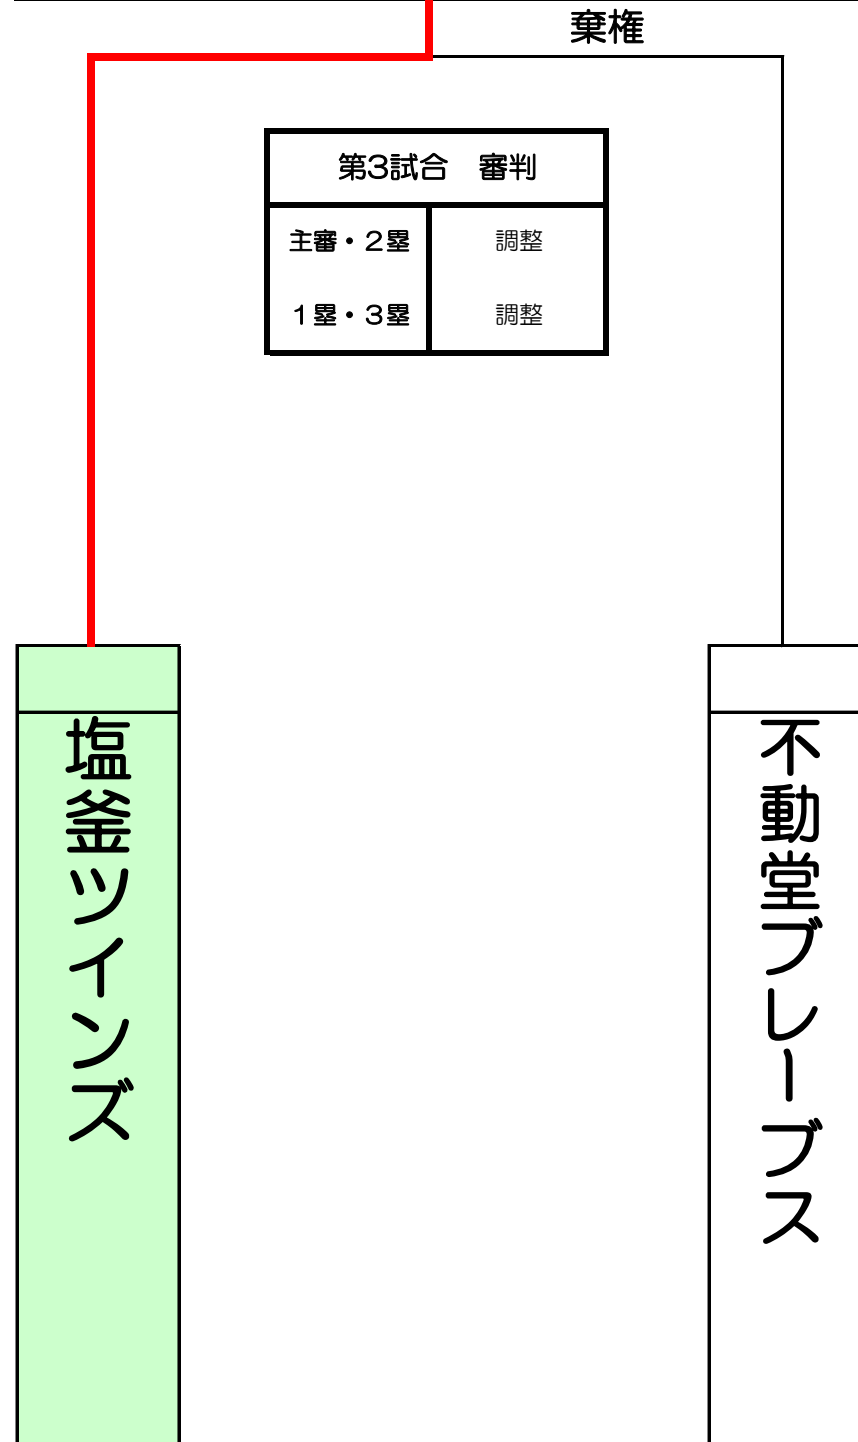 棄権
第3試合　審判
主審・２塁　調整
１塁・３塁　調整
塩釜ツインズ
不動堂ブレーブス